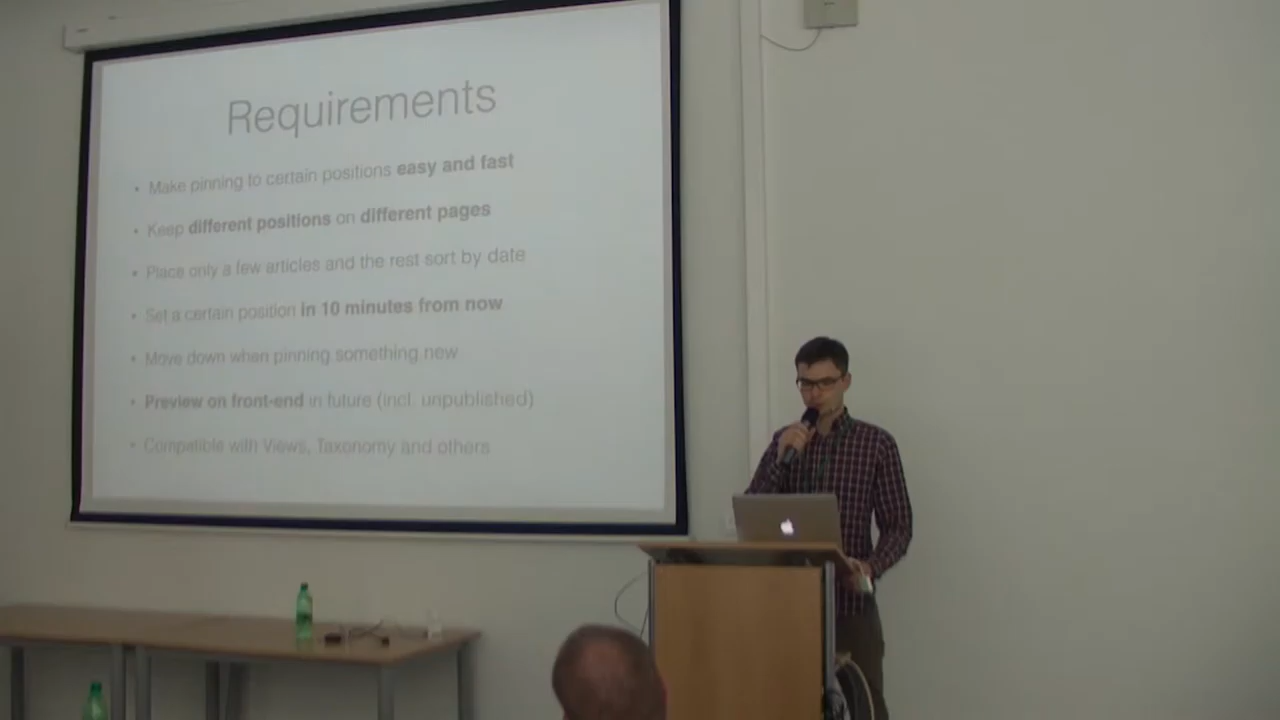 Requirements
• Make pinning to certain positions easy and fast
• Keep different positions on different pages
• Place only a few articles and the rest sort by date
• Set a certain position in 10 minutes from now
• Move down when pinning something new
• Preview on front-end in future (incl. unpublished)
• Compatible with Views, Taxonomy and others